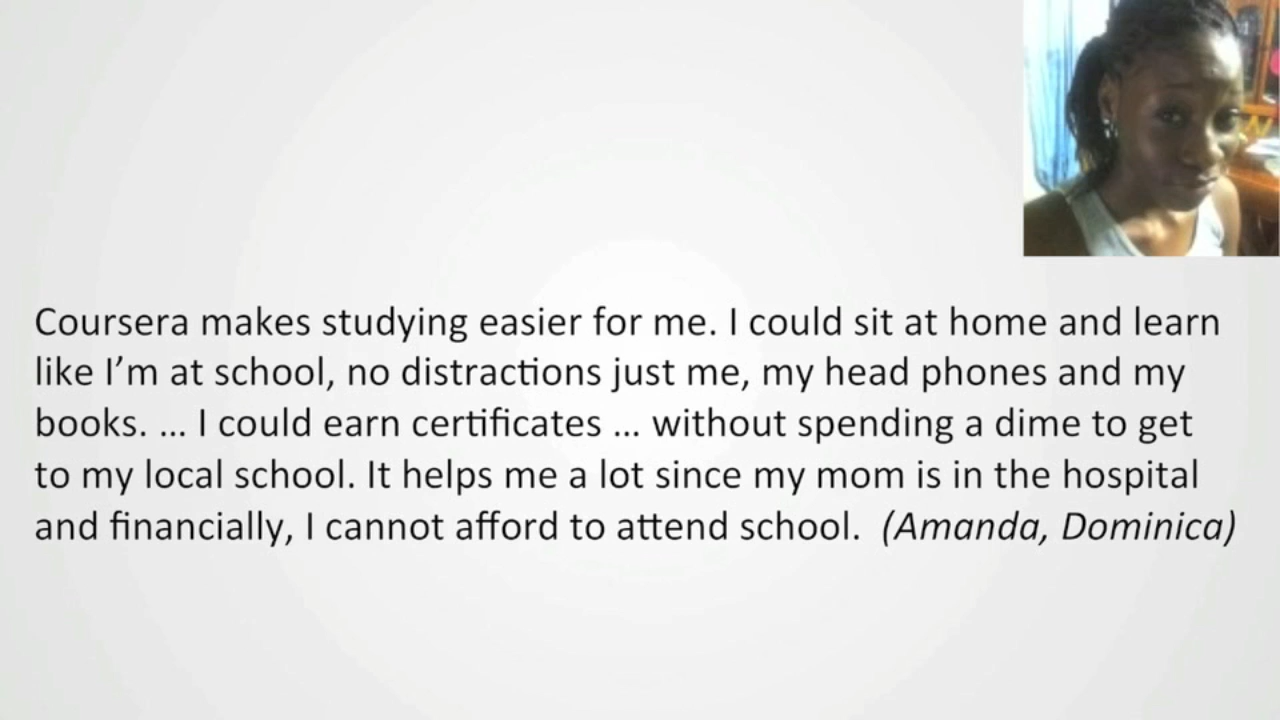 Coursera makes studying easier for me. I could sit at home and learn
like I’m at school, no distractions just me, my head phones and my
books. ... I could earn certificates ... without spending a dime to get
to my local school. It helps me a lot since my mom is in the hospital
and financially, I cannot afford to attend school.  (Amanda, Dominica)